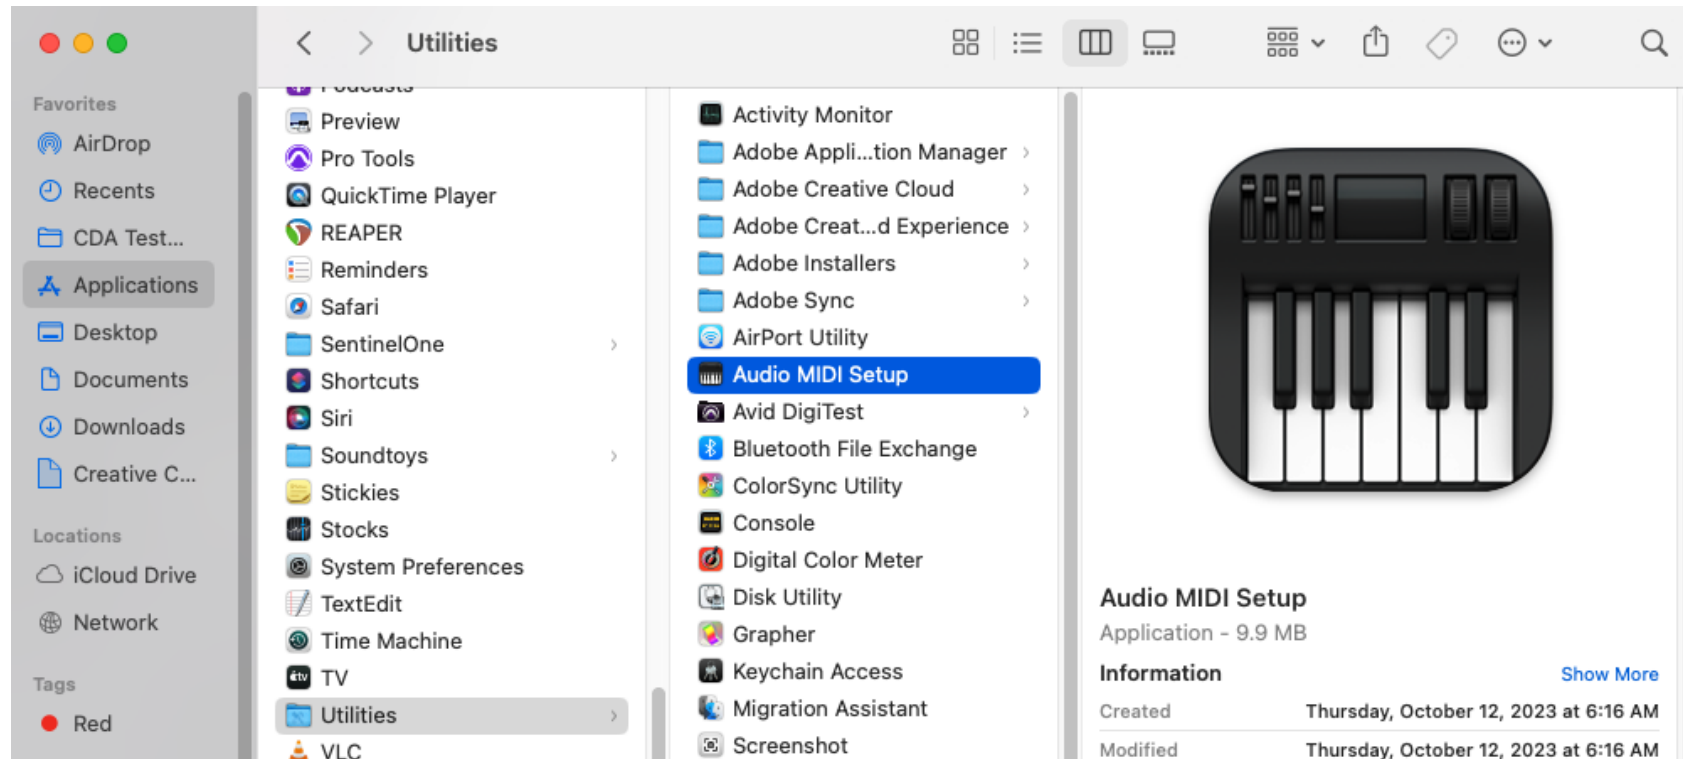 Utilities
Favorites
AirDrop
Recents
CDA Test...
Applications
Desktop
Documents
Downloads
Creative C...
Locations
iCloud Drive
Network
Tags
Red
Podcasts
Preview
Pro Tools
QuickTime Player
REAPER
Reminders
Safari
SentinelOne
Shortcuts
Siri
Soundtoys
Stickies
Stocks
System Preferences
TextEdit
Time Machine
tv TV
Utilities
VLC
Activity Monitor
Adobe Appli...tion Manager
Adobe Creative Cloud
Adobe Creat...d Experience
Adobe Installers
Adobe Sync
AirPort Utility
Audio MIDI Setup
Avid DigiTest
Bluetooth File Exchange
ColorSync Utility
Console
Digital Color Meter
Disk Utility
Grapher
Keychain Access
Migration Assistant
Screenshot
Audio MIDI Setup
Application - 9.9 MB
Information Show More
Created Thursday, October 12, 2023 at 6:16 AM
Modified Thursday, October 12, 2023 at 6:16 AM